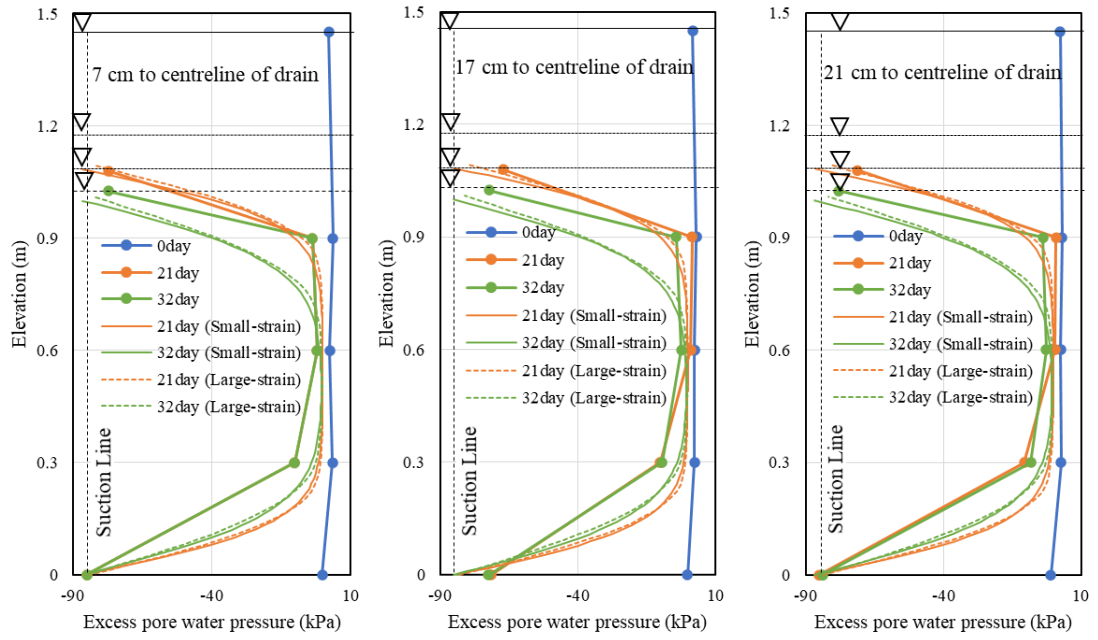 1.5
1.2
0.9
0.6
0.3
0
-90
-40
10
Elevation (m)
Excess pore water pressure (kPa)
7 cm to centreline of drain
Suction Line
0day
21day
32day
21day (Small-strain)
32day (Small-strain)
21day (Large-strain)
32day (Large-strain)
1.5
1.2
0.9
0.6
0.3
0
-90
-40
10
Elevation (m)
Excess pore water pressure (kPa)
17 cm to centreline of drain
Suction Line
0day
21day
32day
21day (Small-strain)
32day (Small-strain)
21day (Large-strain)
32day (Large-strain)
1.5
1.2
0.9
0.6
0.3
0
-90
-40
10
Elevation (m)
Excess pore water pressure (kPa)
21 cm to centreline of drain
Suction Line
0day
21day
32day
21day (Small-strain)
32day (Small-strain)
21day (Large-strain)
32day (Large-strain)